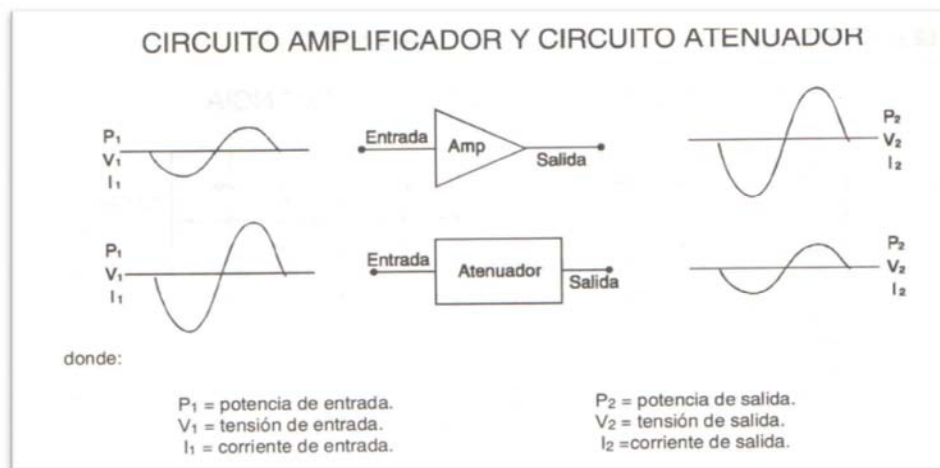 CIRCUITO AMPLIFICADOR Y CIRCUITO ATENUADOR
P₁
V₁
I₁
Entrada
Amp
Salida
P₂
V₂
I₂
P₁
V₁
I₁
Entrada
Atenuador
Salida
P₂
V₂
I₂
donde:
P₁ = potencia de entrada.
V₁ = tensión de entrada.
I₁ = corriente de entrada.
P₂ = potencia de salida.
V₂ = tensión de salida.
I₂ =corriente de salida.